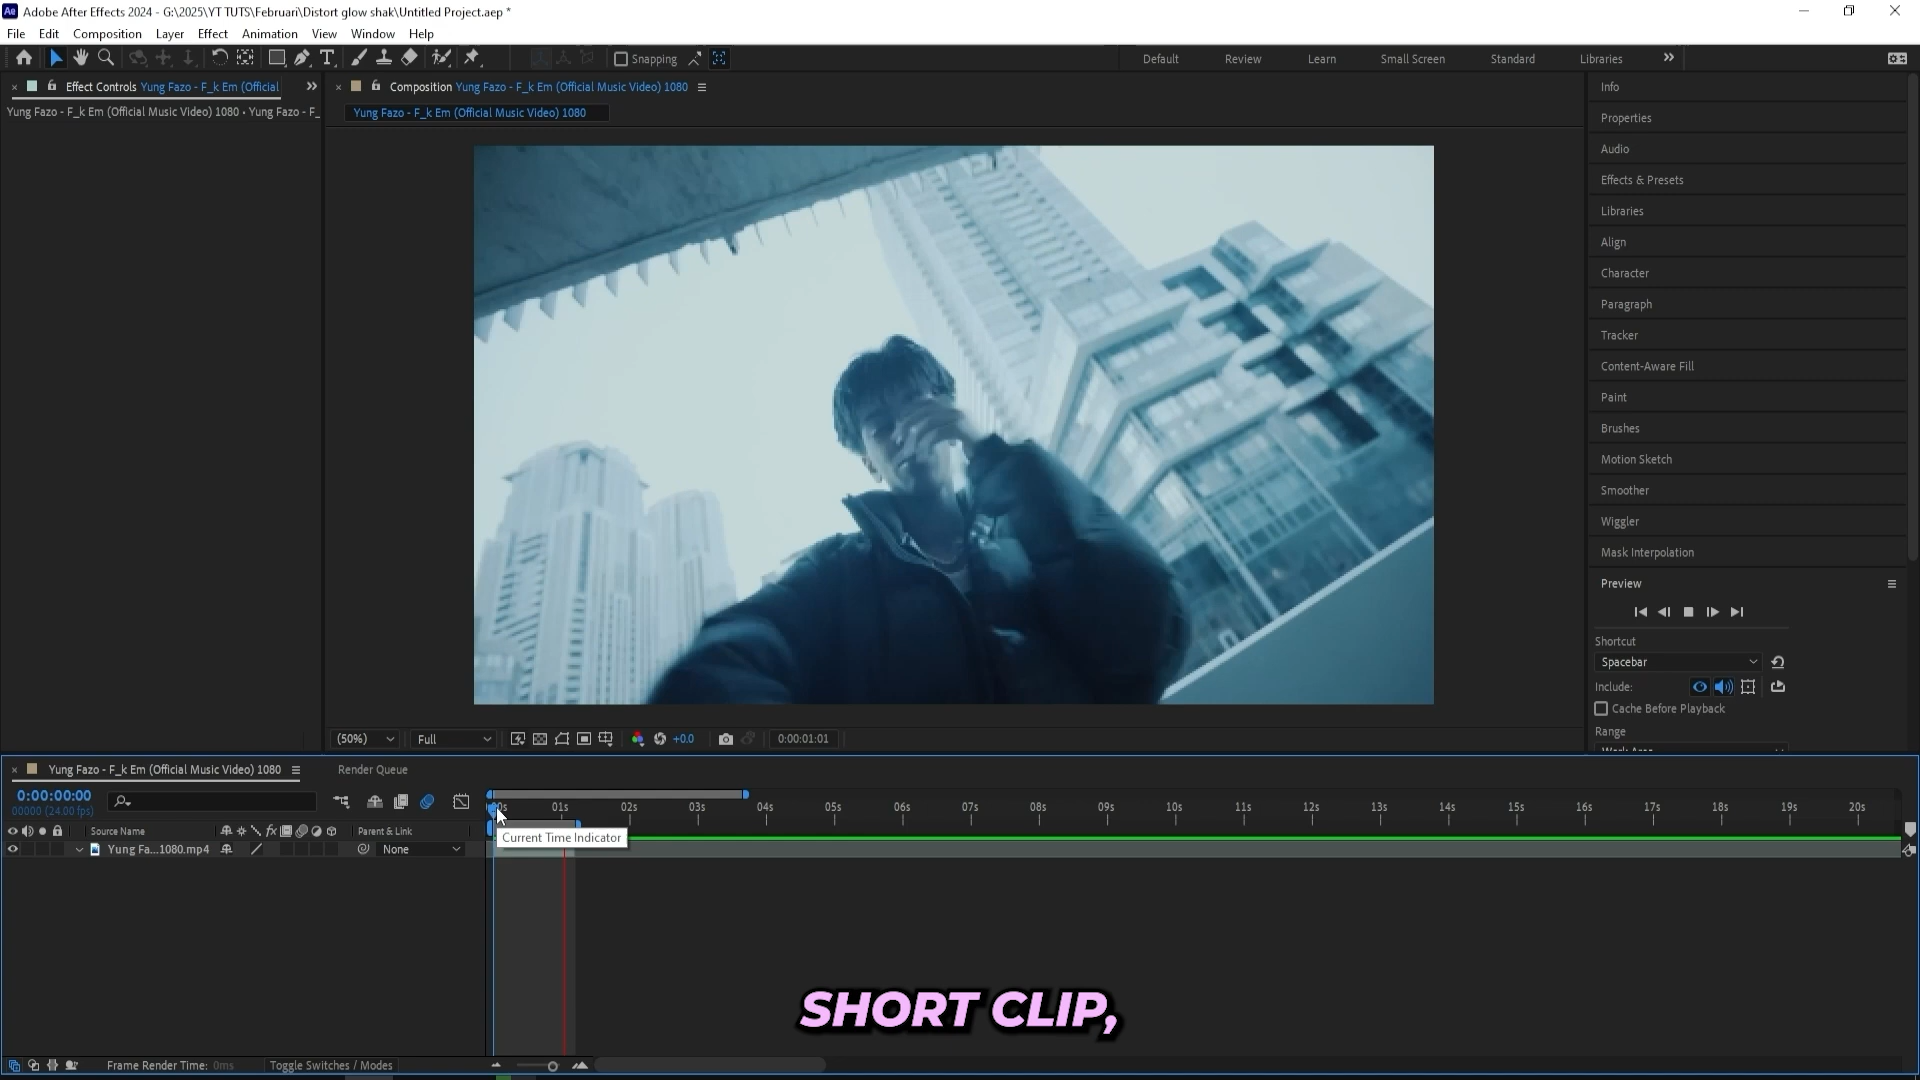 Adobe After Effects 2024 - G:\2025\YT TUTS\Februari\Distort glow shak\Untitled Project.aep *
File Edit Composition Layer Effect Animation View Window Help
Snapping
Default Review Learn Small Screen Standard Libraries
Effect Controls Yung Fazo - F_k Em (Official
Composition Yung Fazo - F_k Em (Official Music Video) 1080
Yung Fazo - F_k Em (Official Music Video) 1080 • Yung Fazo - F_
Yung Fazo - F_k Em (Official Music Video) 1080
Info
Properties
Audio
Effects & Presets
Libraries
Align
Character
Paragraph
Tracker
Content-Aware Fill
Paint
Brushes
Motion Sketch
Smoother
Wiggler
Mask Interpolation
Preview
Shortcut
Spacebar
Include:
Cache Before Playback
Range
(50%) Full +0.0 0:00:01:01
Yung Fazo - F_k Em (Official Music Video) 1080 Render Queue
0:00:00:00
00000 (24.00 fps)
01s 02s 03s 04s 05s 06s 07s 08s 09s 10s 11s 12s 13s 14s 15s 16s 17s 18s 19s 20s
Source Name Parent & Link
Current Time Indicator
Yung Fa...1080.mp4 None
SHORT CLIP,
Frame Render Time: 0ms Toggle Switches / Modes